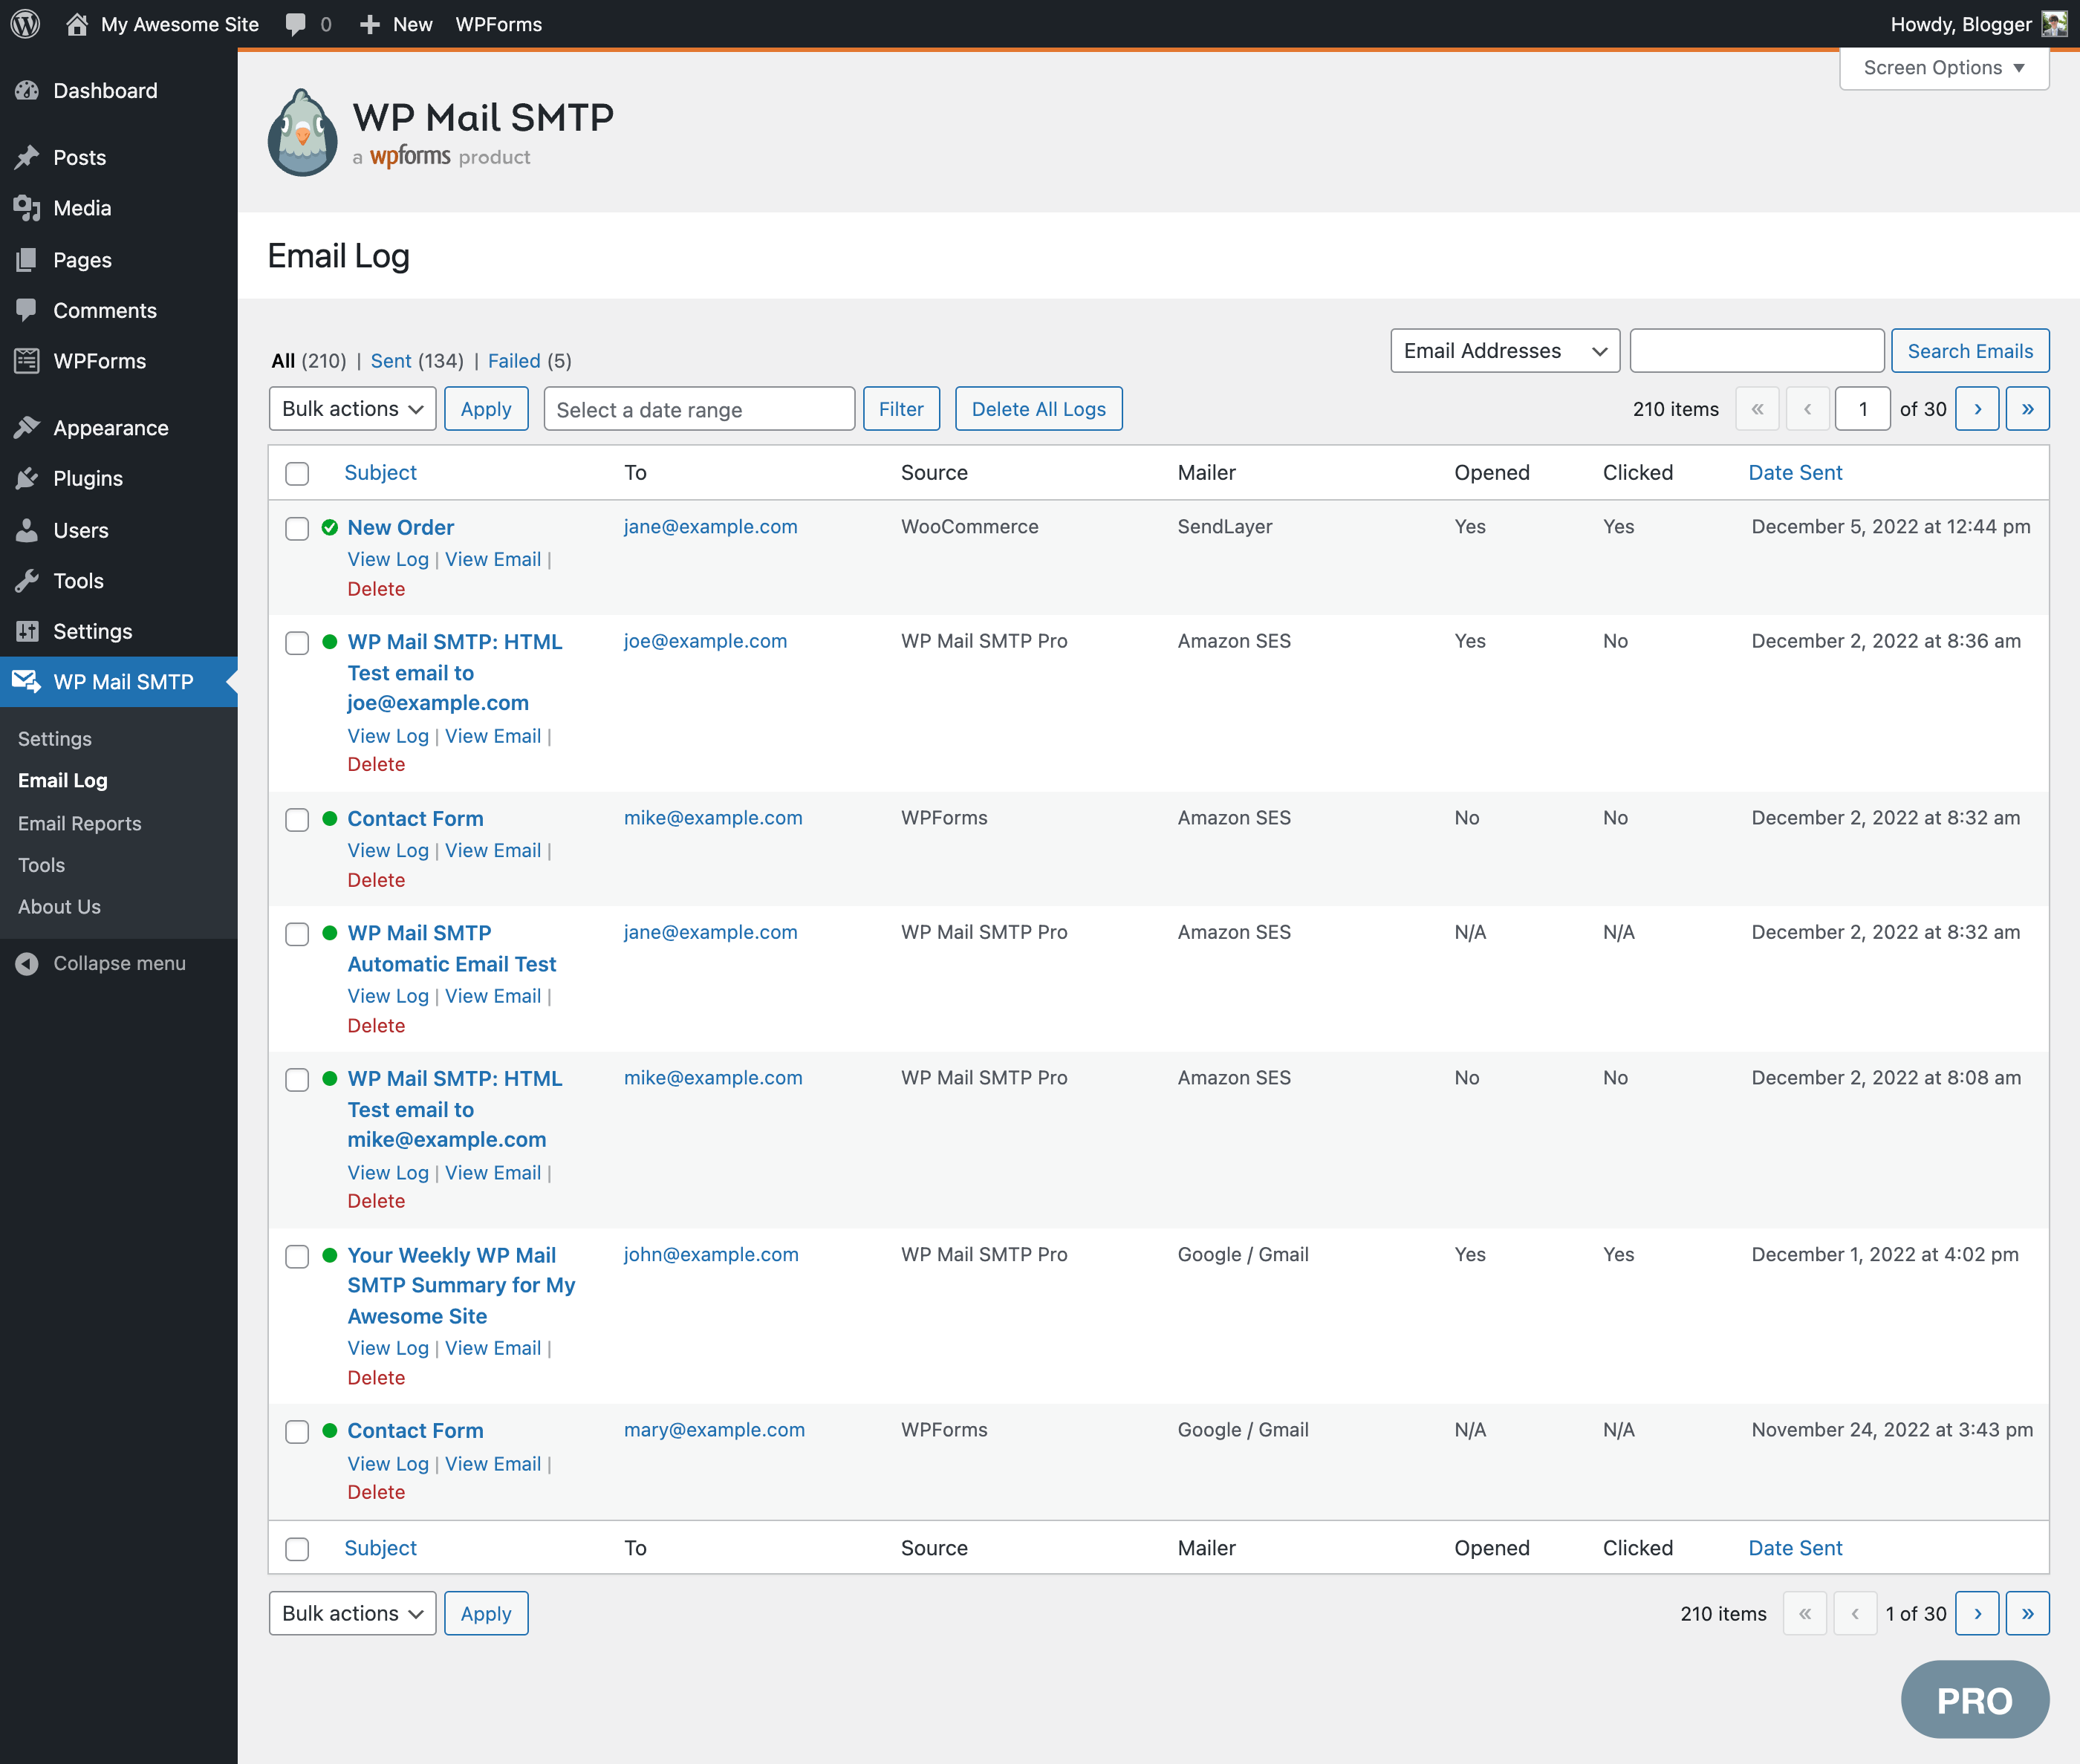 My Awesome Site 0 New WPForms Howdy, Blogger
Screen Options ▼
Dashboard
Posts
Media
Pages
Comments
WPForms
Appearance
Plugins
Users
Tools
Settings
WP Mail SMTP
Settings
Email Log
Email Reports
Tools
About Us
Collapse menu
WP Mail SMTP
a wpforms product
Email Log
All (210) | Sent (134) | Failed (5)
Email Addresses Search Emails
Bulk actions Apply Select a date range Filter Delete All Logs 210 items « ‹ 1 of 30 › »
Subject To Source Mailer Opened Clicked Date Sent
New Order jane@example.com WooCommerce SendLayer Yes Yes December 5, 2022 at 12:44 pm
View Log | View Email |
Delete
WP Mail SMTP: HTML joe@example.com WP Mail SMTP Pro Amazon SES Yes No December 2, 2022 at 8:36 am
Test email to
joe@example.com
View Log | View Email |
Delete
Contact Form mike@example.com WPForms Amazon SES No No December 2, 2022 at 8:32 am
View Log | View Email |
Delete
WP Mail SMTP jane@example.com WP Mail SMTP Pro Amazon SES N/A N/A December 2, 2022 at 8:32 am
Automatic Email Test
View Log | View Email |
Delete
WP Mail SMTP: HTML mike@example.com WP Mail SMTP Pro Amazon SES No No December 2, 2022 at 8:08 am
Test email to
mike@example.com
View Log | View Email |
Delete
Your Weekly WP Mail john@example.com WP Mail SMTP Pro Google / Gmail Yes Yes December 1, 2022 at 4:02 pm
SMTP Summary for My
Awesome Site
View Log | View Email |
Delete
Contact Form mary@example.com WPForms Google / Gmail N/A N/A November 24, 2022 at 3:43 pm
View Log | View Email |
Delete
Subject To Source Mailer Opened Clicked Date Sent
Bulk actions Apply 210 items « ‹ 1 of 30 › »
PRO